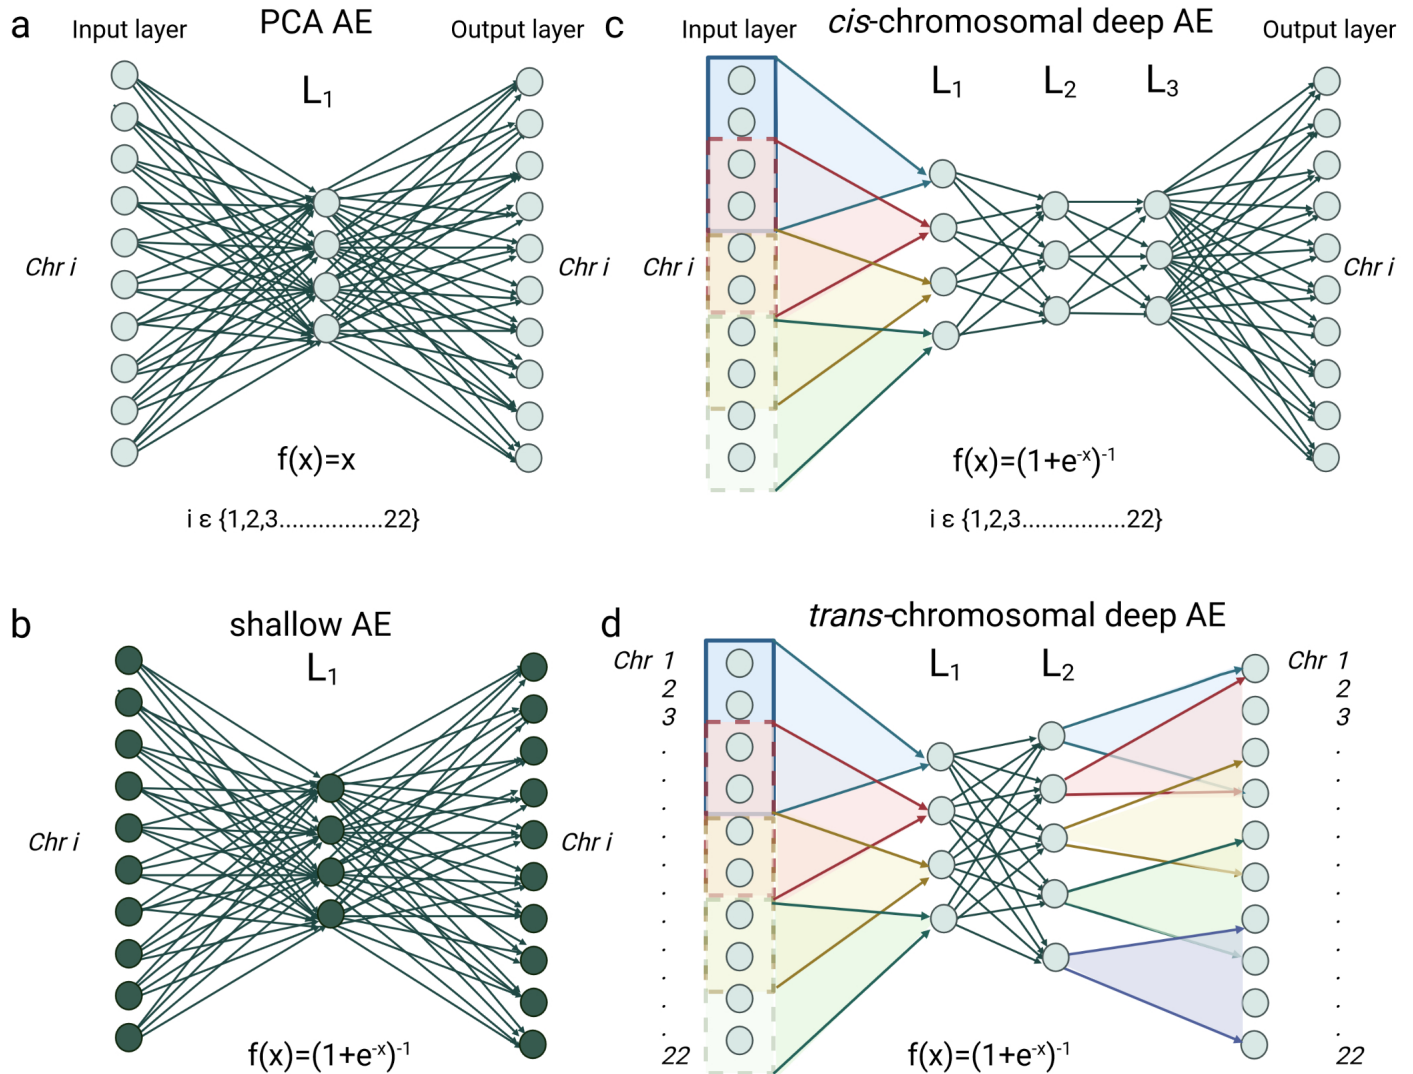 a
PCA AE
Input layer
Output layer
L1
Chr i
Chr i
f(x)=x
i ε {1,2,3................22}
c
cis-chromosomal deep AE
Input layer
Output layer
L1
L2
L3
Chr i
Chr i
f(x)=(1+e-x)-1
i ε {1,2,3................22}
b
shallow AE
L1
Chr i
Chr i
f(x)=(1+e-x)-1
d
trans-chromosomal deep AE
L1
L2
Chr 1
2
3
.
.
.
.
.
.
.
.
.
.
.
22
Chr 1
2
3
.
.
.
.
.
.
.
.
.
.
.
22
f(x)=(1+e-x)-1